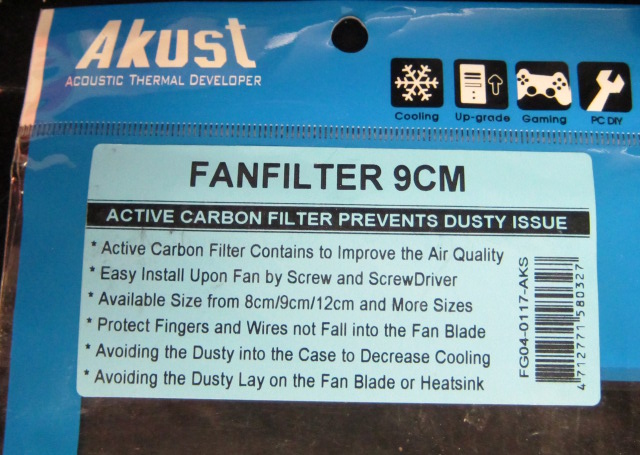 Akust
ACOUSTIC THERMAL DEVELOPER
Cooling Up-grade Gaming PC DIY
FANFILTER 9CM
ACTIVE CARBON FILTER PREVENTS DUSTY ISSUE
* Active Carbon Filter Contains to Improve the Air Quality
* Easy Install Upon Fan by Screw and ScrewDriver
* Available Size from 8cm/9cm/12cm and More Sizes
* Protect Fingers and Wires not Fall into the Fan Blade
* Avoiding the Dusty into the Case to Decrease Cooling
* Avoiding the Dusty Lay on the Fan Blade or Heatsink
FG04-0117-AKS
4 712771 580327